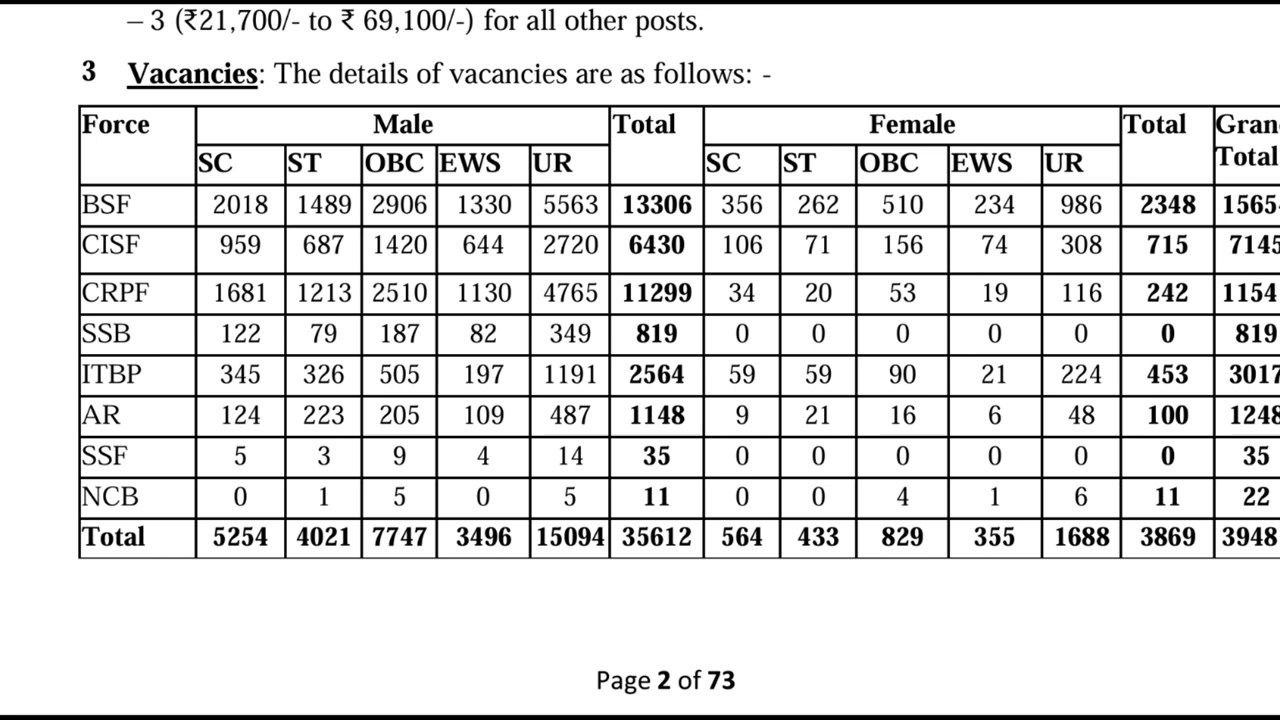 – 3 (₹21,700/- to ₹ 69,100/-) for all other posts.
3 Vacancies: The details of vacancies are as follows: -
Force Male Total Female Total Gran
SC ST OBC EWS UR SC ST OBC EWS UR Total
BSF 2018 1489 2906 1330 5563 13306 356 262 510 234 986 2348 1565
CISF 959 687 1420 644 2720 6430 106 71 156 74 308 715 7145
CRPF 1681 1213 2510 1130 4765 11299 34 20 53 19 116 242 1154
SSB 122 79 187 82 349 819 0 0 0 0 0 0 819
ITBP 345 326 505 197 1191 2564 59 59 90 21 224 453 3017
AR 124 223 205 109 487 1148 9 21 16 6 48 100 1248
SSF 5 3 9 4 14 35 0 0 0 0 0 0 35
NCB 0 1 5 0 5 11 0 0 4 1 6 11 22
Total 5254 4021 7747 3496 15094 35612 564 433 829 355 1688 3869 3948
Page 2 of 73